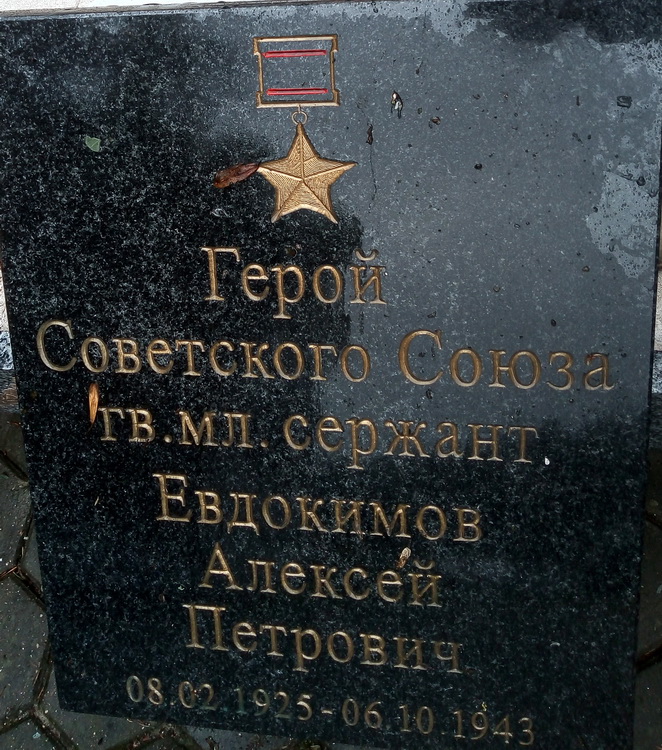 Герой
Советского Союза
гв.мл. сержант
Евдокимов
Алексей
Петрович
08.02.1925-06.10.1943